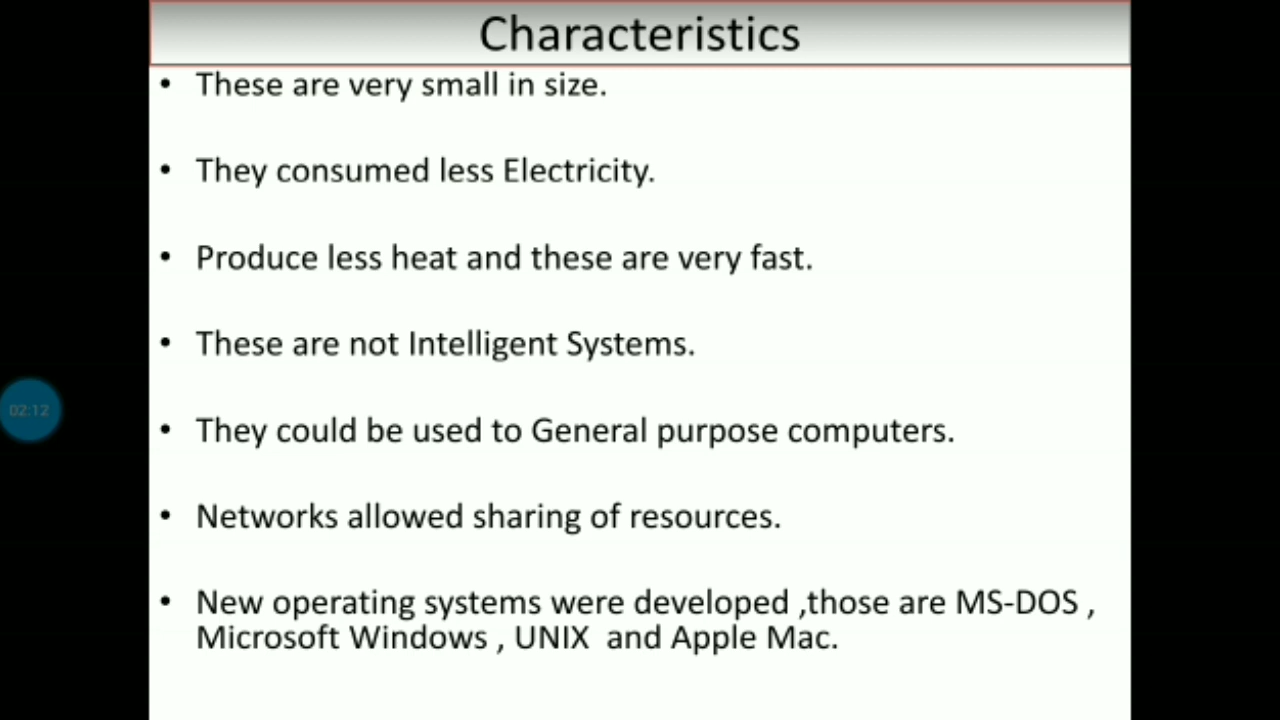 Characteristics
• These are very small in size.
• They consumed less Electricity.
• Produce less heat and these are very fast.
• These are not Intelligent Systems.
• They could be used to General purpose computers.
• Networks allowed sharing of resources.
• New operating systems were developed ,those are MS-DOS ,
Microsoft Windows , UNIX  and Apple Mac.
02:12